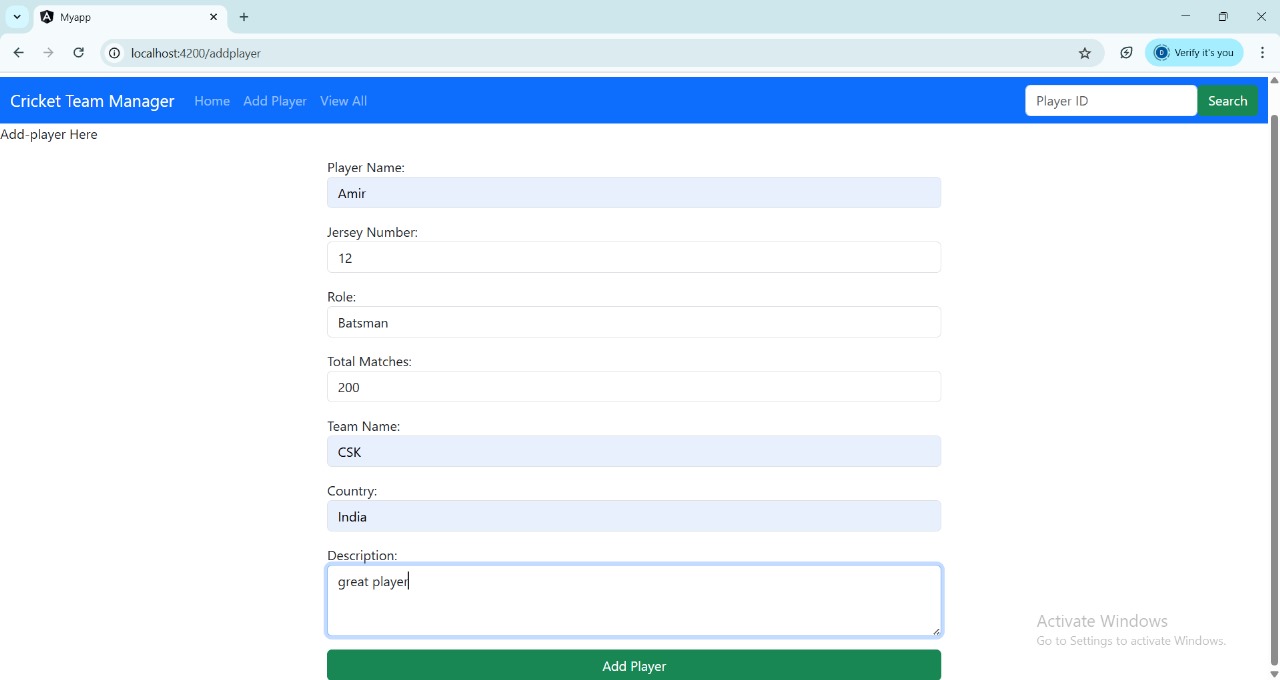 Myapp
localhost:4200/addplayer
Verify it's you
Cricket Team Manager Home Add Player View All Player ID Search
Add-player Here
Player Name:
Amir
Jersey Number:
12
Role:
Batsman
Total Matches:
200
Team Name:
CSK
Country:
India
Description:
great player
Add Player
Activate Windows
Go to Settings to activate Windows.